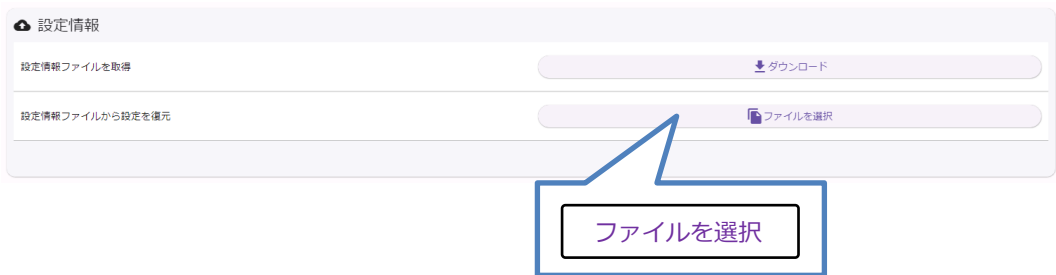 設定情報
設定情報ファイルを取得
ダウンロード
設定情報ファイルから設定を復元
ファイルを選択
ファイルを選択